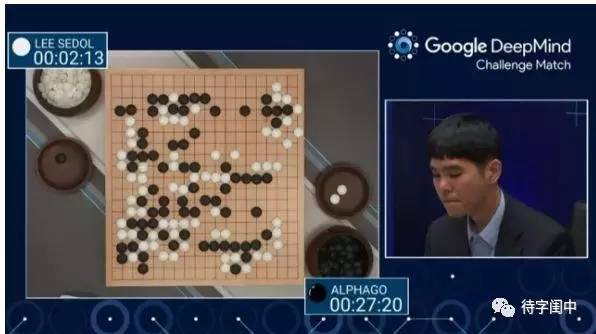 LEE SEDOL
00:02:13
Google DeepMind
Challenge Match
ALPHAGO
00:27:20
待字闺中